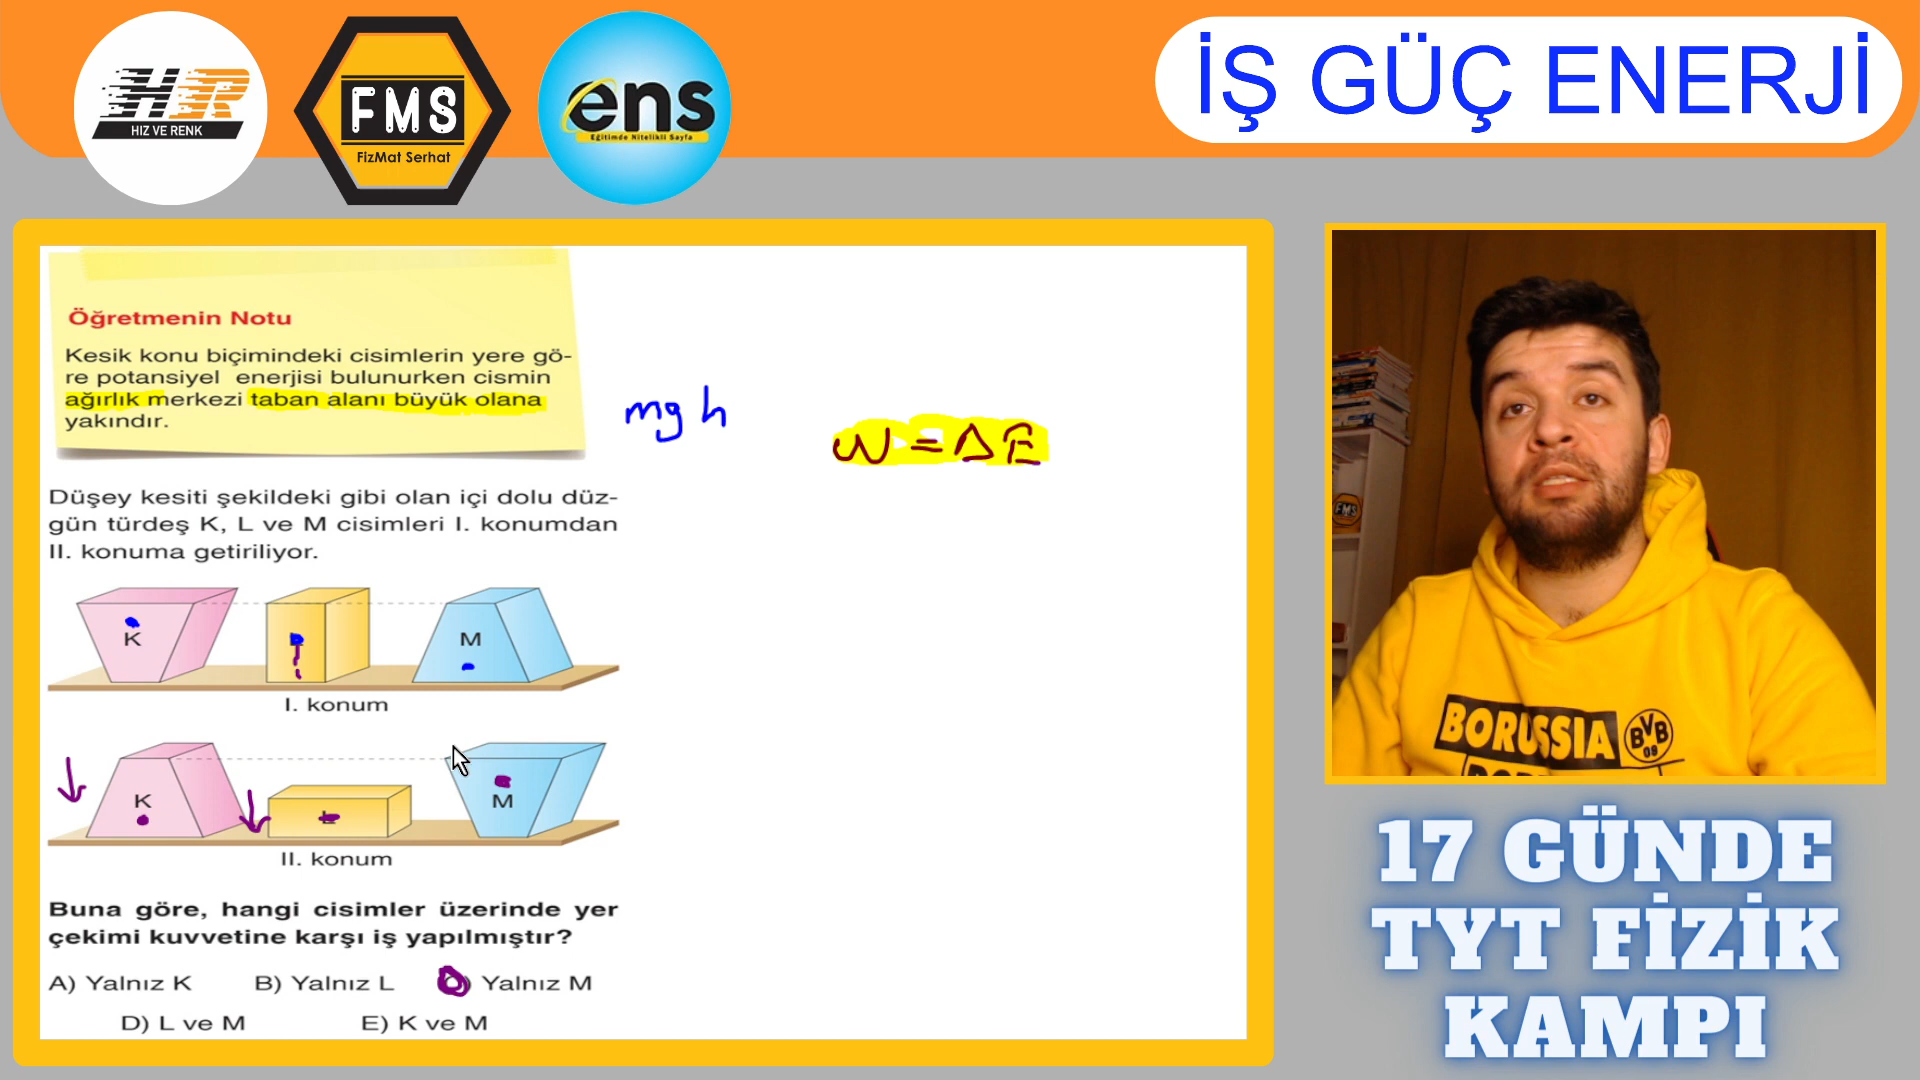 HR
HIZ VE RENK
FMS
FizMat Serhat
ens
Eğitimde Nitelikli Sayfa
İŞ GÜÇ ENERJİ
Öğretmenin Notu
Kesik konu biçimindeki cisimlerin yere gö-
re potansiyel enerjisi bulunurken cismin
ağırlık merkezi taban alanı büyük olana
yakındır.
mgh
W = ΔE
Düşey kesiti şekildeki gibi olan içi dolu düz-
gün türdeş K, L ve M cisimleri I. konumdan
II. konuma getiriliyor.
K
M
I. konum
K
L
M
II. konum
Buna göre, hangi cisimler üzerinde yer
çekimi kuvvetine karşı iş yapılmıştır?
A) Yalnız K B) Yalnız L ) Yalnız M
D) L ve M E) K ve M
FMS
BORUSSIA
BVB
09
17 GÜNDE
TYT FİZİK
KAMPI